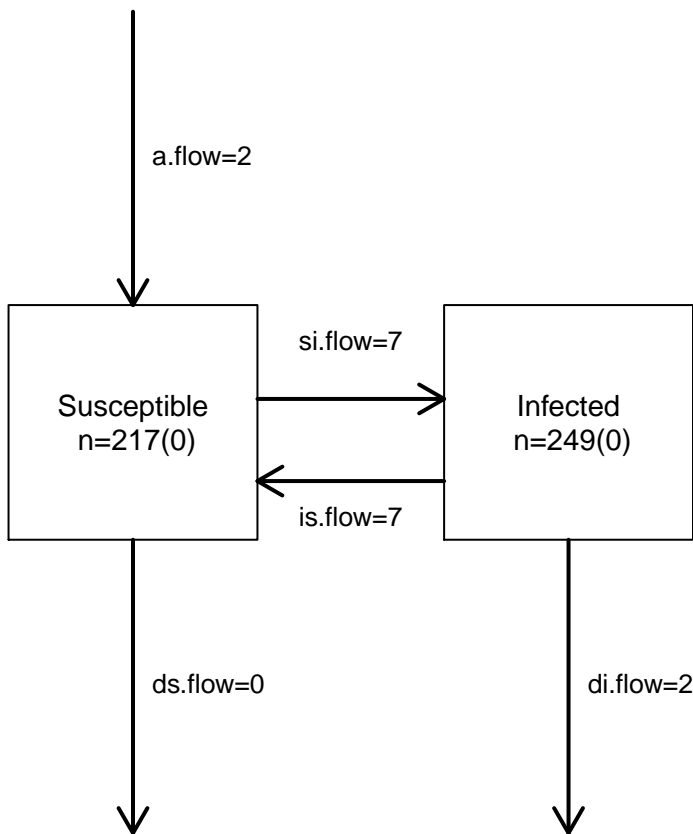 a.flow=2
si.flow=7
Susceptible
n=217(0)
Infected
n=249(0)
is.flow=7
ds.flow=0
di.flow=2